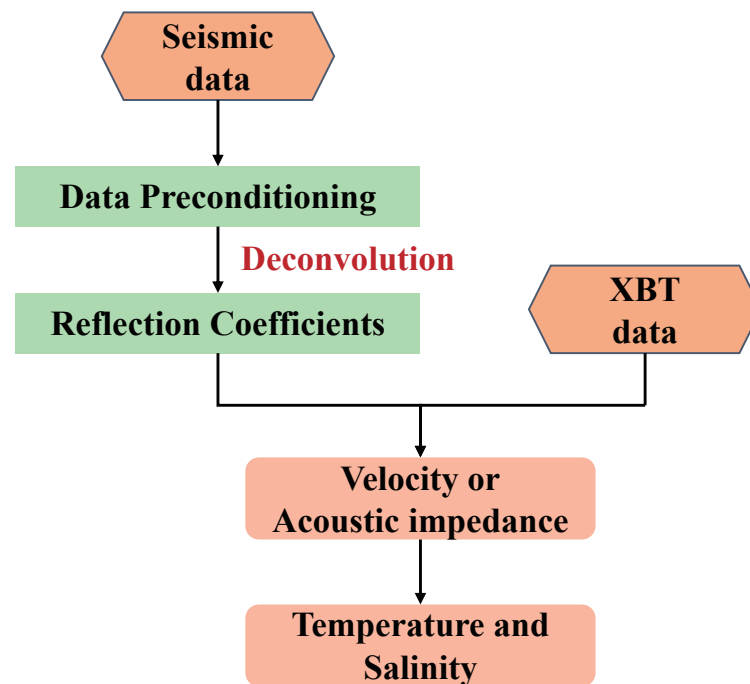 Seismic
data
Data Preconditioning
Deconvolution
Reflection Coefficients
XBT
data
Velocity or
Acoustic impedance
Temperature and
Salinity